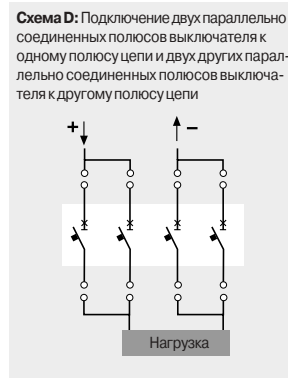 Схема D: Подключение двух параллельно
соединенных полюсов выключателя к
одному полюсу цепи и двух других парал-
лельно соединенных полюсов выключа-
теля к другому полюсу цепи
+ –
Нагрузка